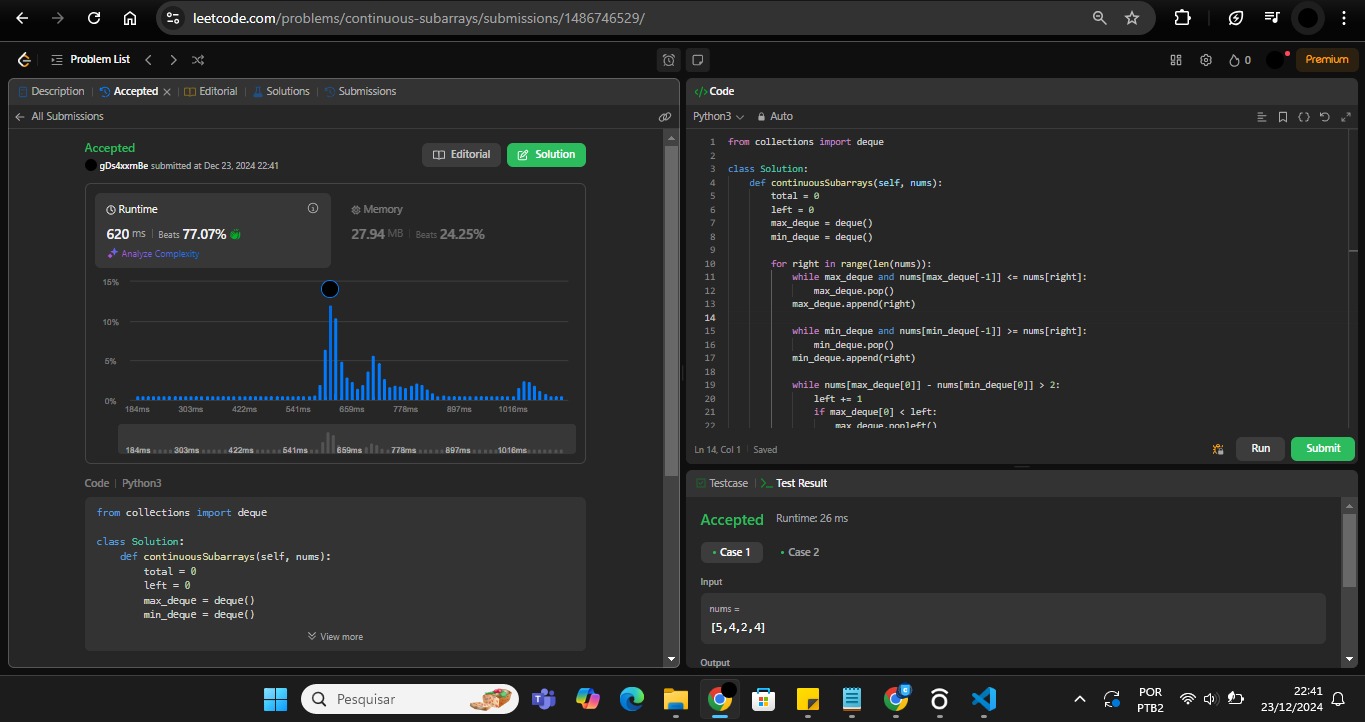 leetcode.com/problems/continuous-subarrays/submissions/1486746529/
Problem List
0
Premium
Description
Accepted
Editorial
Solutions
Submissions
All Submissions
Accepted
gDs4xxmBe submitted at Dec 23, 2024 22:41
Editorial
Solution
Runtime
620 ms | Beats 77.07%
Analyze Complexity
Memory
27.94 MB | Beats 24.25%
15%
10%
5%
0%
184ms 303ms 422ms 541ms 659ms 778ms 897ms 1016ms
184ms 303ms 422ms 541ms 659ms 778ms 897ms 1016ms
Code | Python3
from collections import deque
class Solution:
def continuousSubarrays(self, nums):
total = 0
left = 0
max_deque = deque()
min_deque = deque()
View more
</> Code
Python3
Auto
1 from collections import deque
2
3 class Solution:
4 def continuousSubarrays(self, nums):
5 total = 0
6 left = 0
7 max_deque = deque()
8 min_deque = deque()
9
10 for right in range(len(nums)):
11 while max_deque and nums[max_deque[-1]] <= nums[right]:
12 max_deque.pop()
13 max_deque.append(right)
14
15 while min_deque and nums[min_deque[-1]] >= nums[right]:
16 min_deque.pop()
17 min_deque.append(right)
18
19 while nums[max_deque[0]] - nums[min_deque[0]] > 2:
20 left += 1
21 if max_deque[0] < left:
22 max_deque.popleft()
Ln 14, Col 1 | Saved
Run
Submit
Testcase
Test Result
Accepted
Runtime: 26 ms
• Case 1
• Case 2
Input
nums =
[5,4,2,4]
Output
Pesquisar
POR
PTB2
22:41
23/12/2024